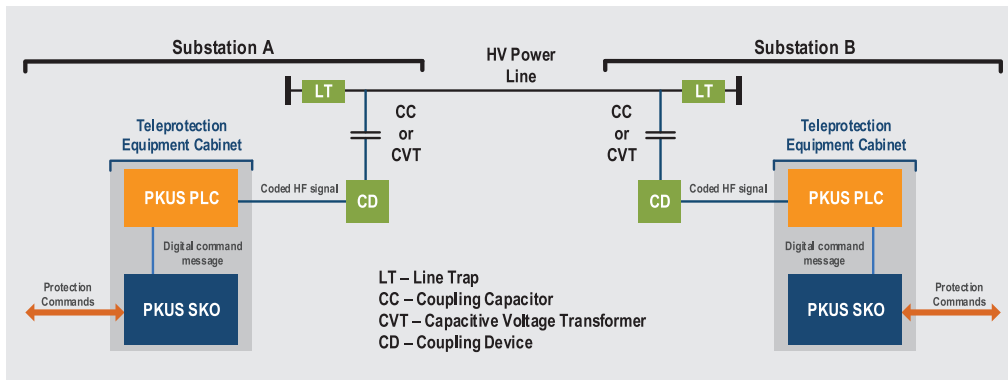 Substation A
HV Power
Line
Substation B
LT
LT
CC
or
CVT
CC
or
CVT
Teleprotection
Equipment Cabinet
Teleprotection
Equipment Cabinet
PKUS PLC
Coded HF signal
CD
CD
Coded HF signal
PKUS PLC
Digital command
message
Digital command
message
Protection
Commands
PKUS SKO
LT – Line Trap
CC – Coupling Capacitor
CVT – Capacitive Voltage Transformer
CD – Coupling Device
PKUS SKO
Protection
Commands